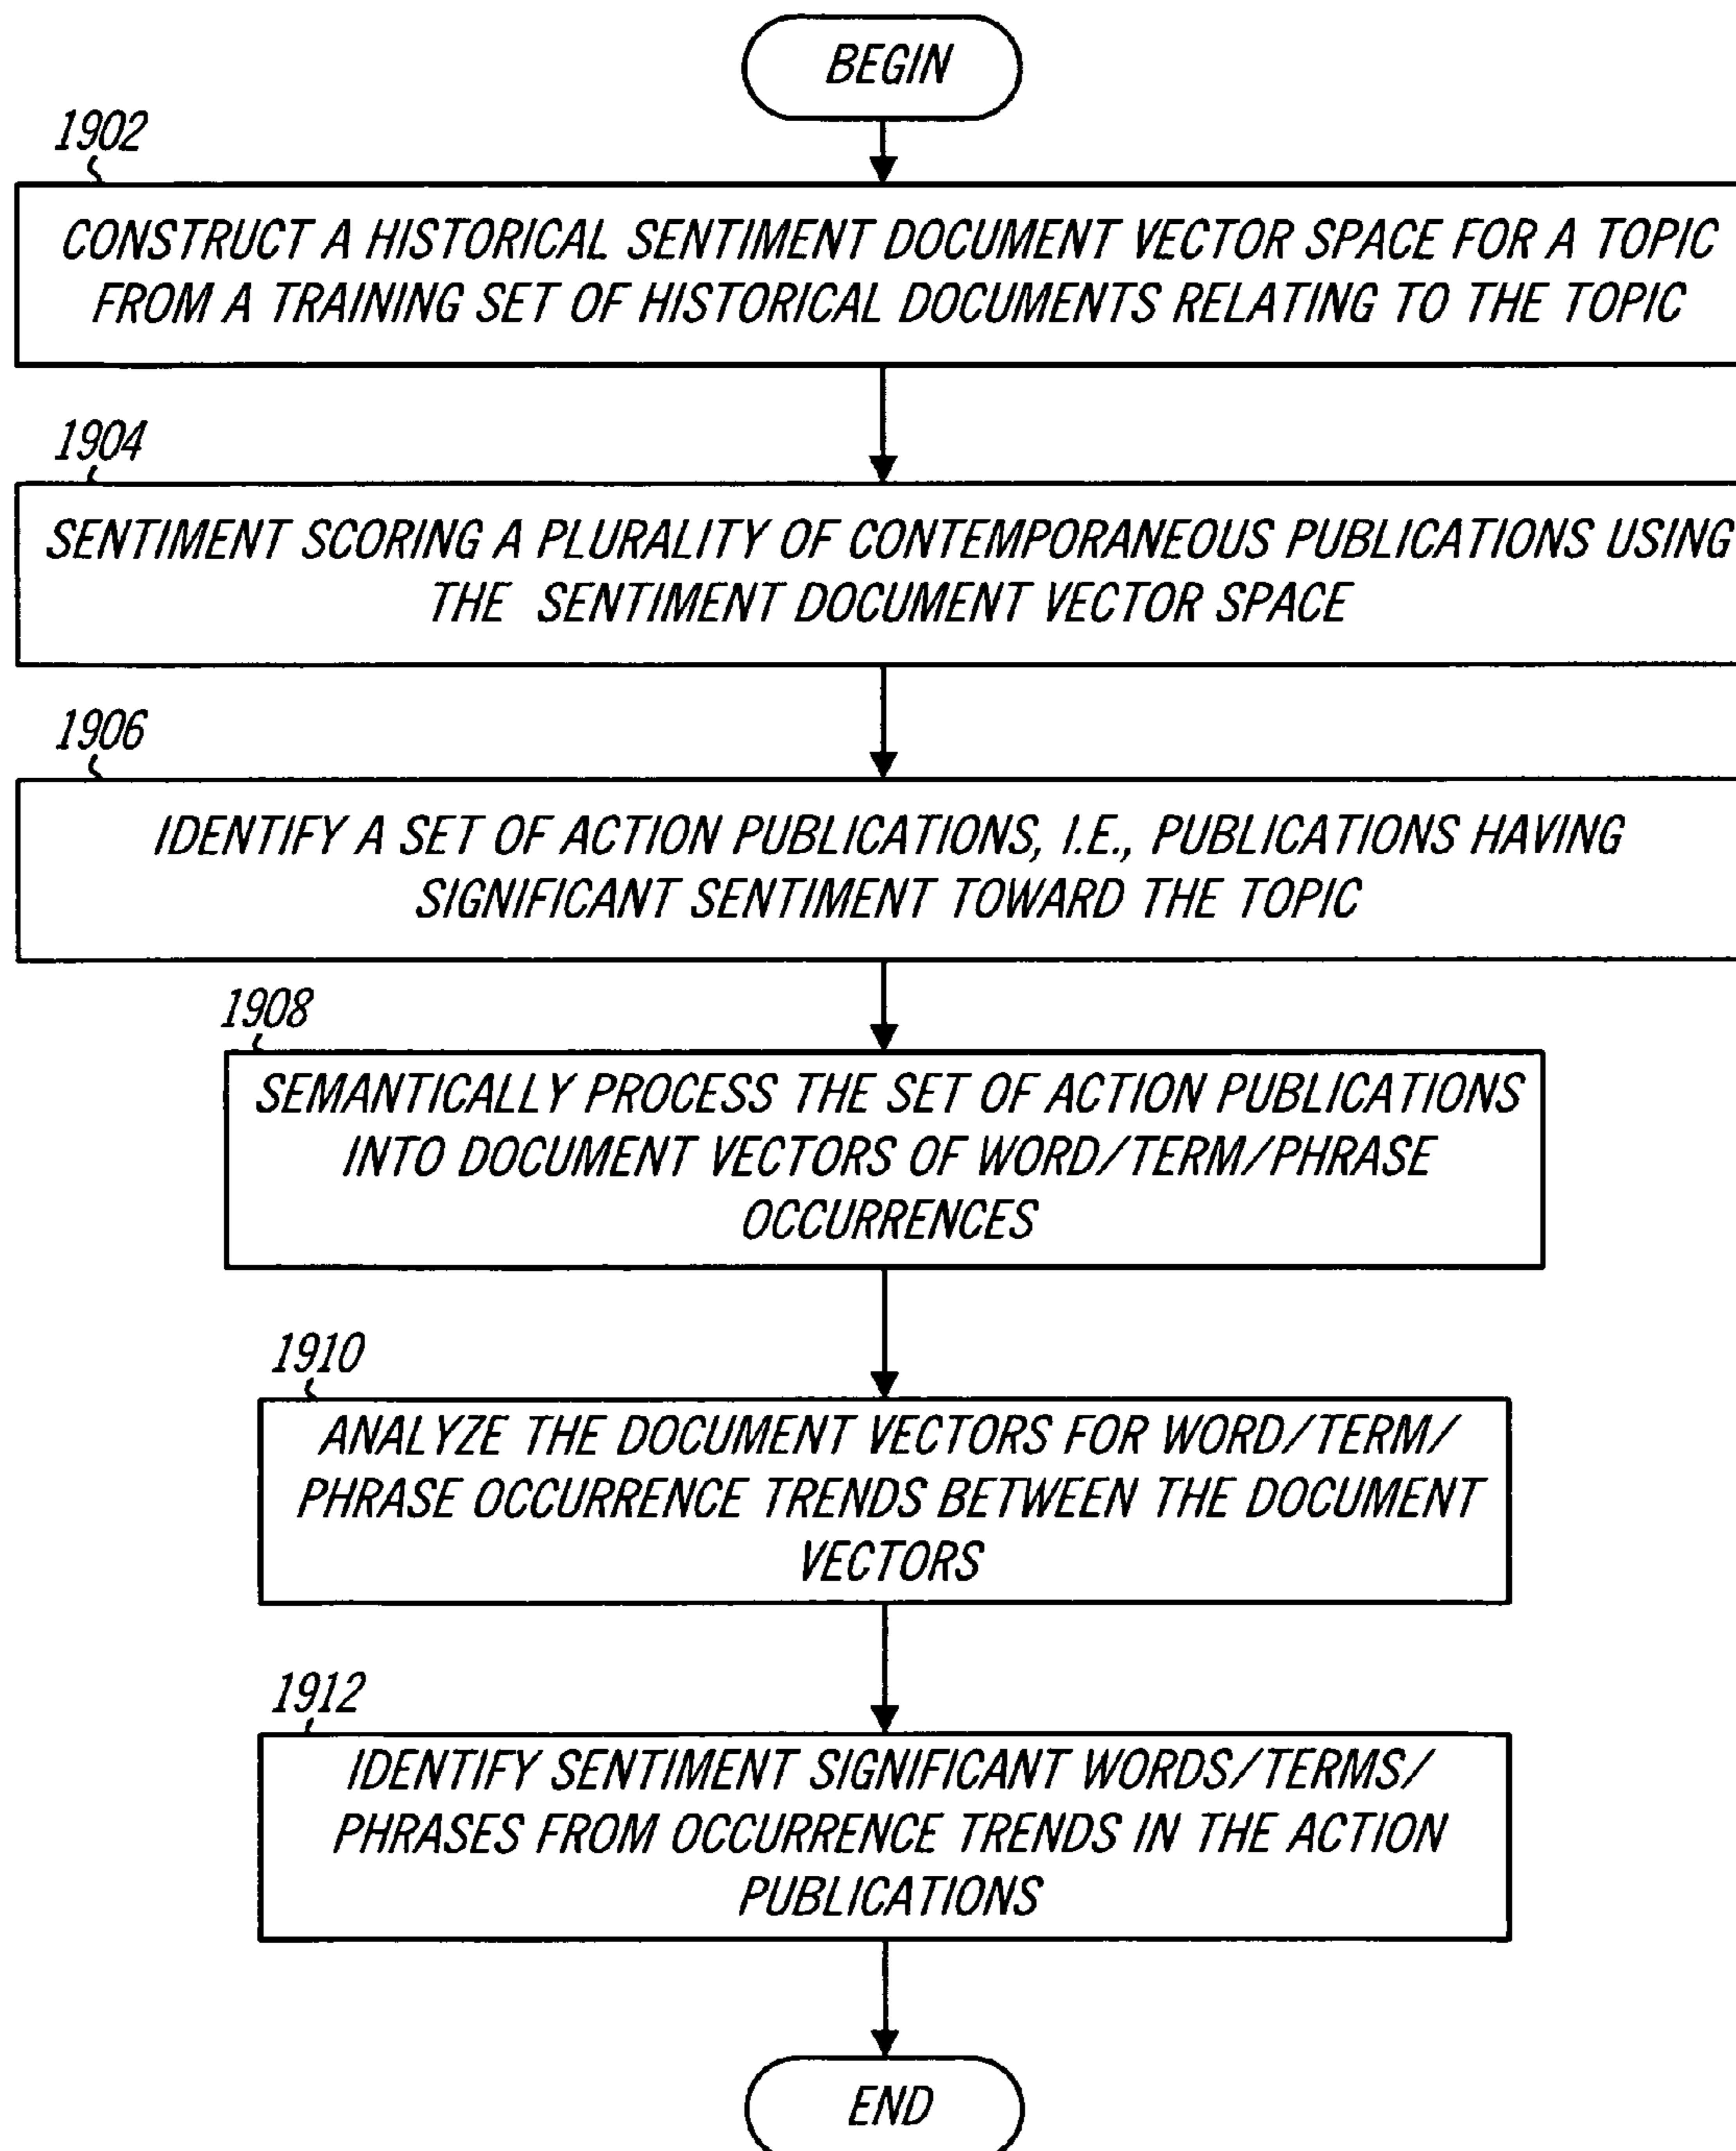 BEGIN
1902
CONSTRUCT A HISTORICAL SENTIMENT DOCUMENT VECTOR SPACE FOR A TOPIC
FROM A TRAINING SET OF HISTORICAL DOCUMENTS RELATING TO THE TOPIC
1904
SENTIMENT SCORING A PLURALITY OF CONTEMPORANEOUS PUBLICATIONS USING
THE SENTIMENT DOCUMENT VECTOR SPACE
1906
IDENTIFY A SET OF ACTION PUBLICATIONS, I.E., PUBLICATIONS HAVING
SIGNIFICANT SENTIMENT TOWARD THE TOPIC
1908
SEMANTICALLY PROCESS THE SET OF ACTION PUBLICATIONS
INTO DOCUMENT VECTORS OF WORD/TERM/PHRASE
OCCURRENCES
1910
ANALYZE THE DOCUMENT VECTORS FOR WORD/TERM/
PHRASE OCCURRENCE TRENDS BETWEEN THE DOCUMENT
VECTORS
1912
IDENTIFY SENTIMENT SIGNIFICANT WORDS/TERMS/
PHRASES FROM OCCURRENCE TRENDS IN THE ACTION
PUBLICATIONS
END